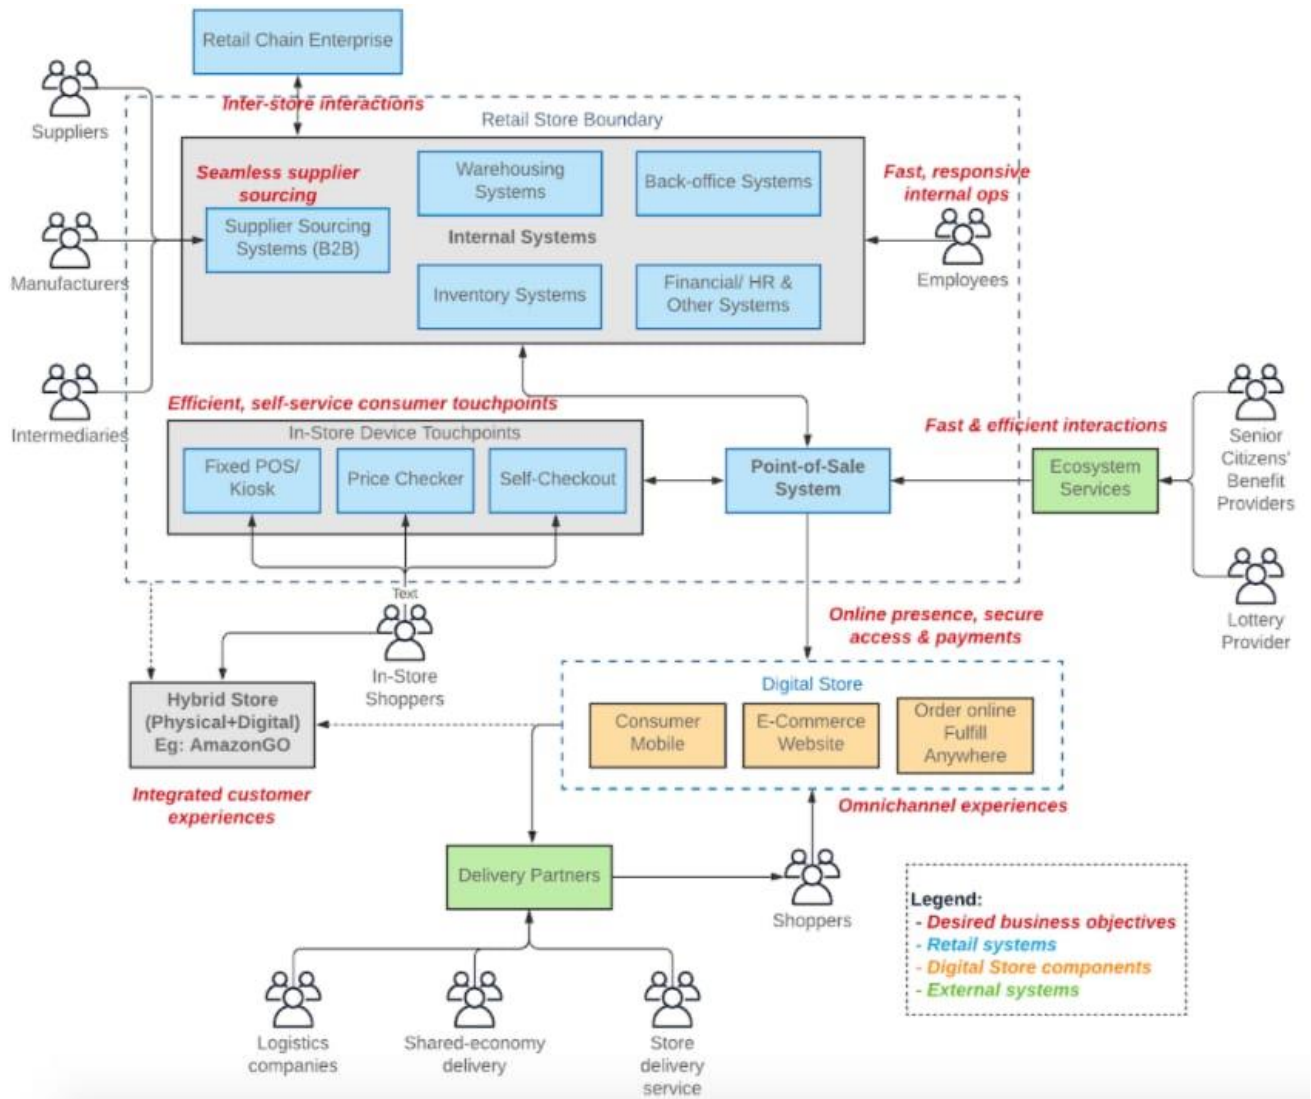 Retail Chain Enterprise
Inter-store interactions
Suppliers
Retail Store Boundary
Seamless supplier
sourcing
Supplier Sourcing
Systems (B2B)
Warehousing
Systems
Back-office Systems
Internal Systems
Inventory Systems
Financial/ HR &
Other Systems
Fast, responsive
internal ops
Employees
Manufacturers
Intermediaries
Efficient, self-service consumer touchpoints
In-Store Device Touchpoints
Fixed POS/
Kiosk
Price Checker
Self-Checkout
Point-of-Sale
System
Fast & efficient interactions
Ecosystem
Services
Senior
Citizens'
Benefit
Providers
Lottery
Provider
Text
In-Store
Shoppers
Hybrid Store
(Physical+Digital)
Eg: AmazonGO
Integrated customer
experiences
Online presence, secure
access & payments
Digital Store
Consumer
Mobile
E-Commerce
Website
Order online
Fulfill
Anywhere
Omnichannel experiences
Delivery Partners
Shoppers
Logistics
companies
Shared-economy
delivery
Store
delivery
service
Legend:
- Desired business objectives
- Retail systems
- Digital Store components
- External systems